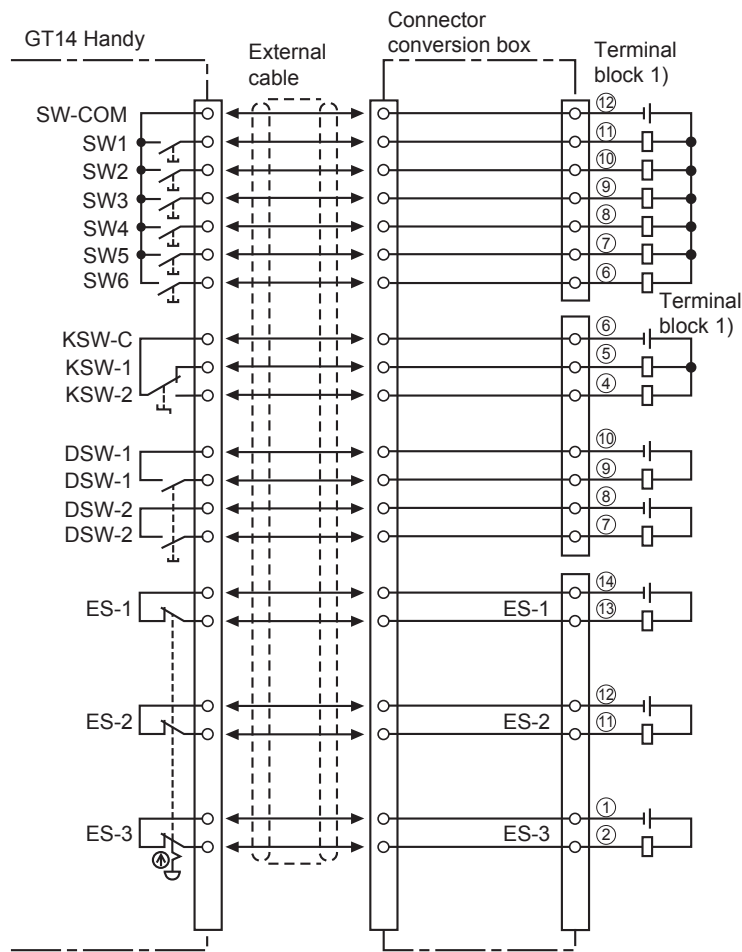 GT14 Handy
External
cable
Connector
conversion box
Terminal
block 1)
SW-COM ⑫
SW1 ⑪
SW2 ⑩
SW3 ⑨
SW4 ⑧
SW5 ⑦
SW6 ⑥
Terminal
block 1)
KSW-C ⑥
KSW-1 ⑤
KSW-2 ④
DSW-1 ⑩
DSW-1 ⑨
DSW-2 ⑧
DSW-2 ⑦
⑭
ES-1 ES-1 ⑬
⑫
ES-2 ES-2 ⑪
①
ES-3 ES-3 ②